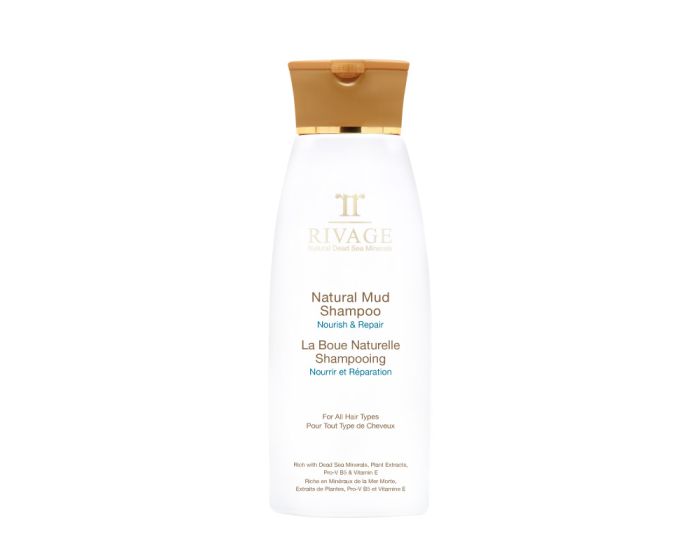 RIVAGE
Natural Dead Sea Minerals
Natural Mud
Shampoo
Nourish & Repair
La Boue Naturelle
Shampooing
Nourrir et Réparation
For All Hair Types
Pour Tout Type de Cheveux
Rich with Dead Sea Minerals, Plant Extracts,
Pro-V B5 & Vitamin E
Riche en Minéraux de la Mer Morte,
Extraits de Plantes, Pro-V B5 et Vitamine E